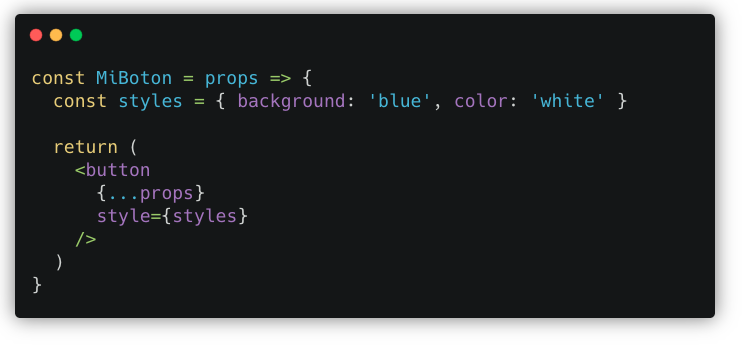 const MiBoton = props => {
  const styles = { background: 'blue', color: 'white' }

  return (
    <button
      {...props}
      style={styles}
    />
  )
}